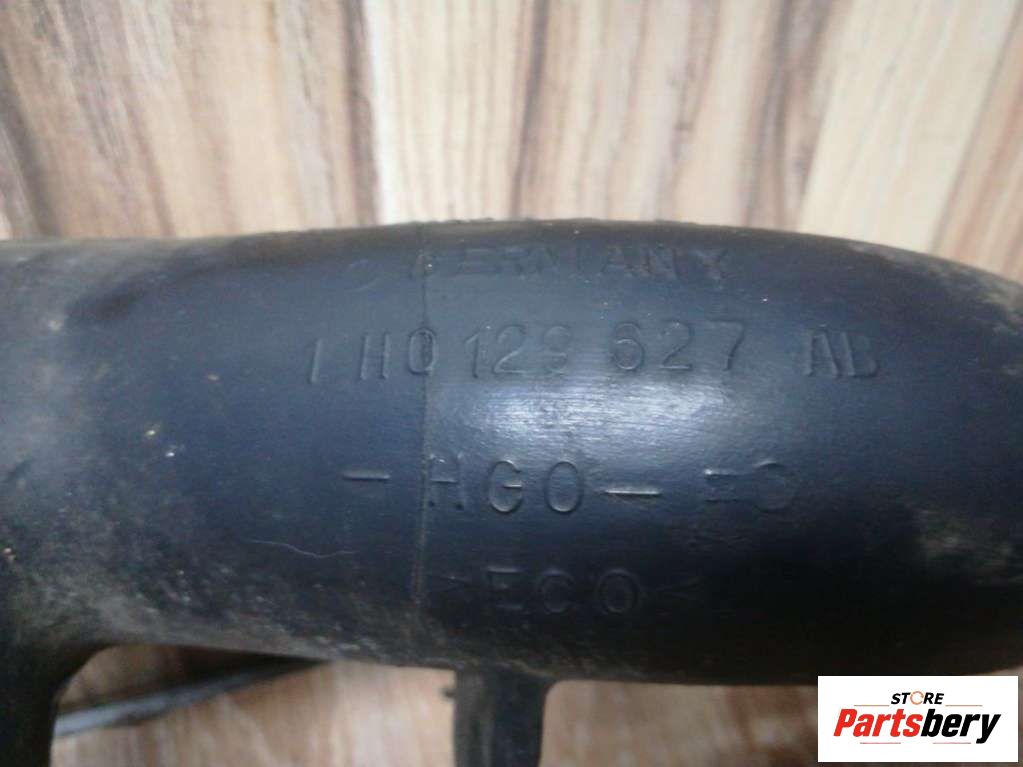 GERMANY
1H0 129 627 AB
-AGO-
>ECO<
STORE
Partsbery